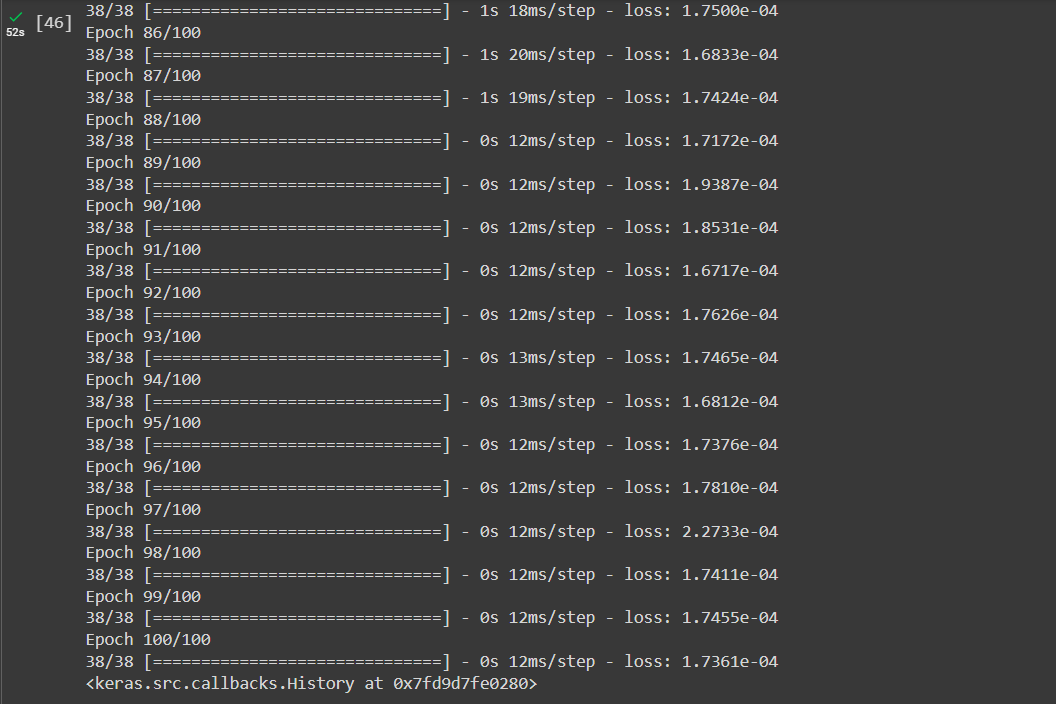 38/38 [==============================] - 1s 18ms/step - loss: 1.7500e-04
52s [46]
Epoch 86/100
38/38 [==============================] - 1s 20ms/step - loss: 1.6833e-04
Epoch 87/100
38/38 [==============================] - 1s 19ms/step - loss: 1.7424e-04
Epoch 88/100
38/38 [==============================] - 0s 12ms/step - loss: 1.7172e-04
Epoch 89/100
38/38 [==============================] - 0s 12ms/step - loss: 1.9387e-04
Epoch 90/100
38/38 [==============================] - 0s 12ms/step - loss: 1.8531e-04
Epoch 91/100
38/38 [==============================] - 0s 12ms/step - loss: 1.6717e-04
Epoch 92/100
38/38 [==============================] - 0s 12ms/step - loss: 1.7626e-04
Epoch 93/100
38/38 [==============================] - 0s 13ms/step - loss: 1.7465e-04
Epoch 94/100
38/38 [==============================] - 0s 13ms/step - loss: 1.6812e-04
Epoch 95/100
38/38 [==============================] - 0s 12ms/step - loss: 1.7376e-04
Epoch 96/100
38/38 [==============================] - 0s 12ms/step - loss: 1.7810e-04
Epoch 97/100
38/38 [==============================] - 0s 12ms/step - loss: 2.2733e-04
Epoch 98/100
38/38 [==============================] - 0s 12ms/step - loss: 1.7411e-04
Epoch 99/100
38/38 [==============================] - 0s 12ms/step - loss: 1.7455e-04
Epoch 100/100
38/38 [==============================] - 0s 12ms/step - loss: 1.7361e-04
<keras.src.callbacks.History at 0x7fd9d7fe0280>